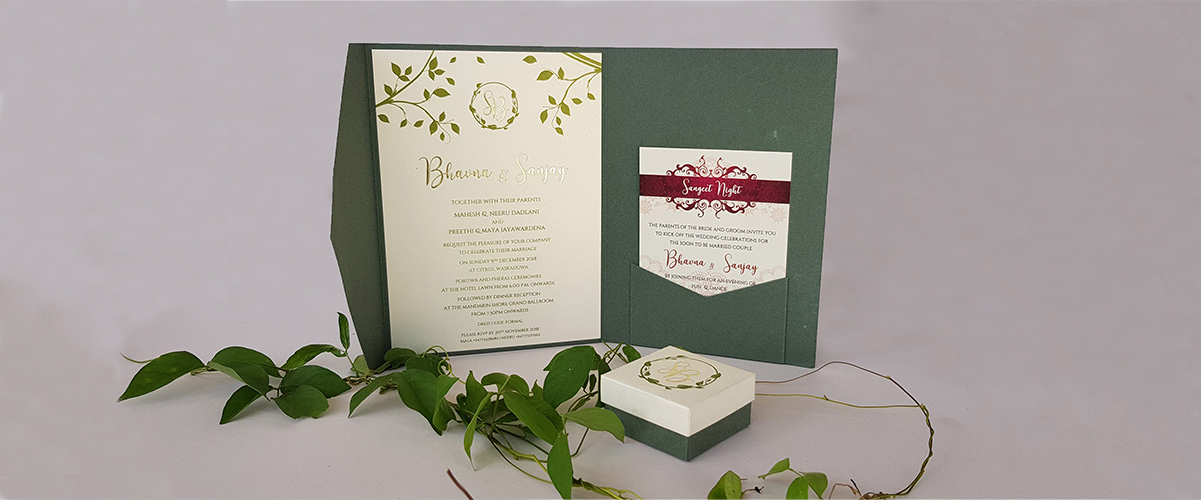 SB
Bhavna & Sanjay
TOGETHER WITH THEIR PARENTS
MAHESH & NEERU DADLANI
AND
PREETHI & MAYA JAYAWARDENA
REQUEST THE PLEASURE OF YOUR COMPANY
TO CELEBRATE THEIR MARRIAGE
ON SUNDAY 9TH DECEMBER 2018
AT CITRUS, WASKADUWA
PORUWA AND PHERAS CEREMONIES
AT THE HOTEL LAWN FROM 4.00 P.M. ONWARDS
FOLLOWED BY DINNER RECEPTION
AT THE MANDARIN SHORE GRAND BALLROOM
FROM 7.30PM ONWARDS
DRESS CODE: FORMAL
PLEASE RSVP BY 20TH NOVEMBER 2018
Sangeet Night
THE PARENTS OF THE BRIDE AND GROOM INVITE YOU
TO KICK OFF THE WEDDING CELEBRATIONS FOR
THE SOON TO BE MARRIED COUPLE
Bhavna & Sanjay
BY JOINING THEM FOR AN EVENING OF
FUN & DANCE
SB